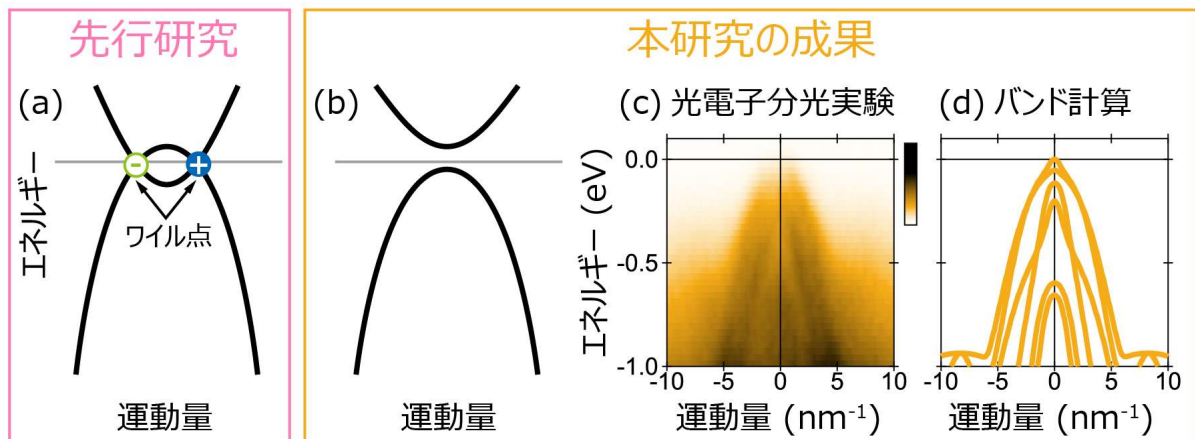 先行研究
本研究の成果
(a)
(b)
(c) 光電子分光実験
(d) バンド計算
エネルギー
-
+
ワイル点
運動量
運動量
エネルギー (eV)
0.0
-0.5
-1.0
-10 -5 0 5 10
運動量 (nm⁻¹)
-10 -5 0 5 10
運動量 (nm⁻¹)